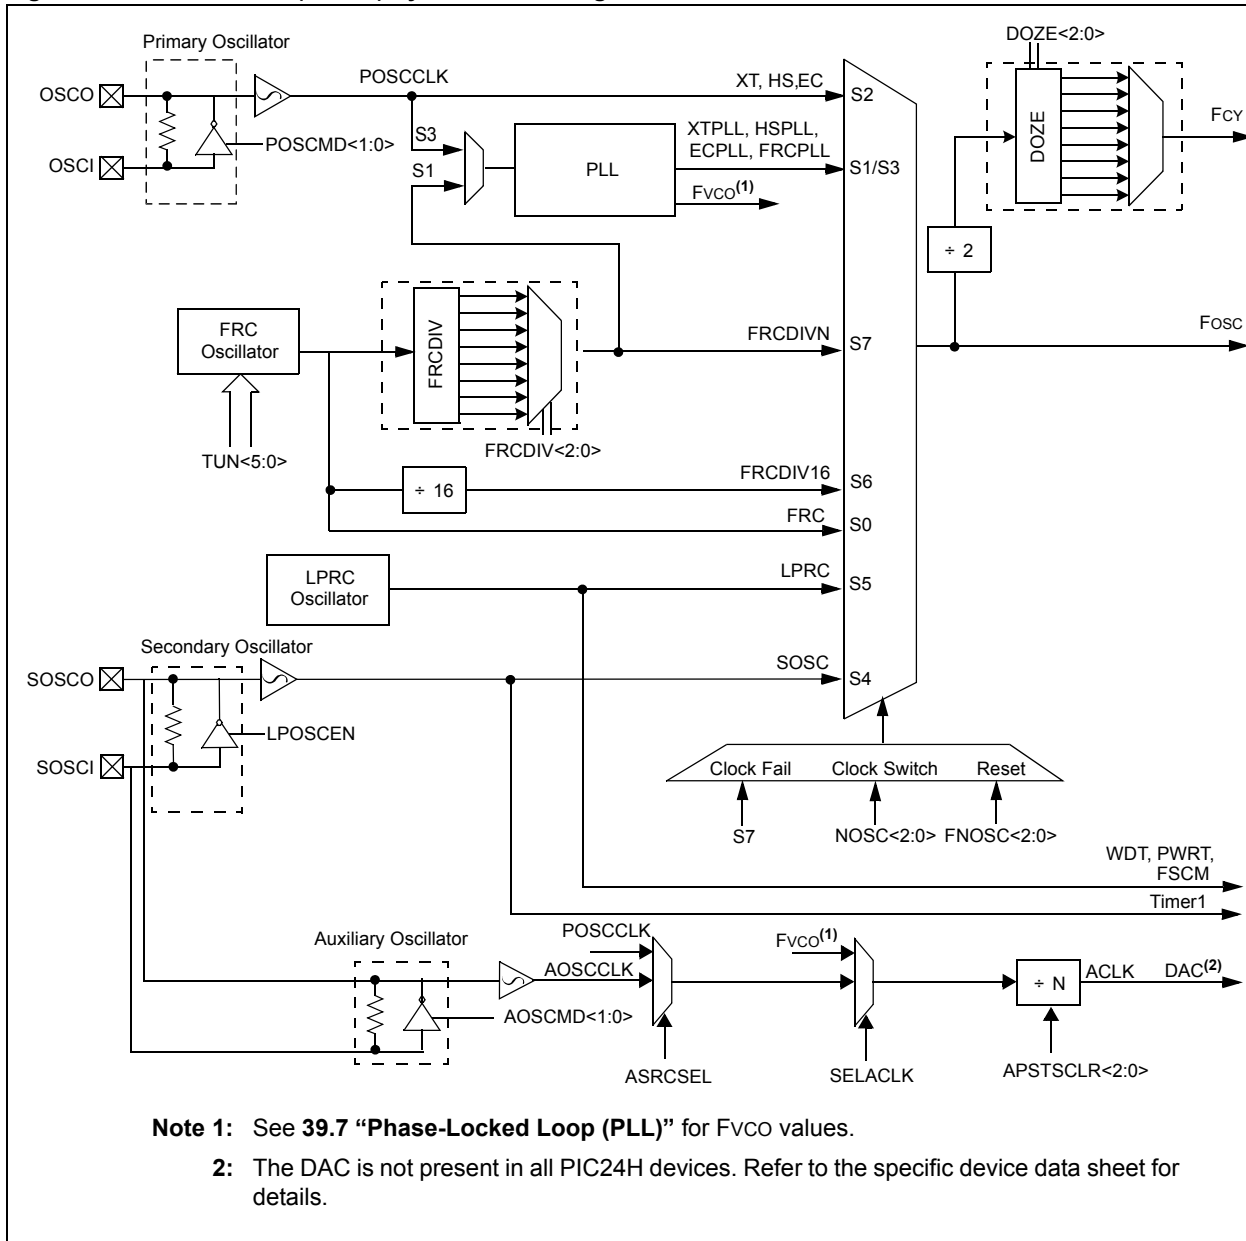 DOZE<2:0>
Primary Oscillator
OSCO
POSCCLK
XT, HS,EC
S2
DOZE
FCY
OSCI
POSCMD<1:0>
S3
S1
PLL
XTPLL, HSPLL,
ECPLL, FRCPLL
S1/S3
FVCO(1)
÷ 2
FRC
Oscillator
TUN<5:0>
FRCDIV
FRCDIV<2:0>
FRCDIVN
S7
FOSC
÷ 16
FRCDIV16
S6
FRC
S0
LPRC
Oscillator
LPRC
S5
Secondary Oscillator
SOSCO
SOSC
S4
LPOSCEN
SOSCI
Clock Fail Clock Switch Reset
S7 NOSC<2:0> FNOSC<2:0>
WDT, PWRT,
FSCM
Timer1
Auxiliary Oscillator
POSCCLK
AOSCCLK
FVCO(1)
÷ N
ACLK
DAC(2)
AOSCMD<1:0>
ASRCSEL
SELACLK
APSTSCLR<2:0>
Note 1: See 39.7 “Phase-Locked Loop (PLL)” for FVCO values.
2: The DAC is not present in all PIC24H devices. Refer to the specific device data sheet for
details.